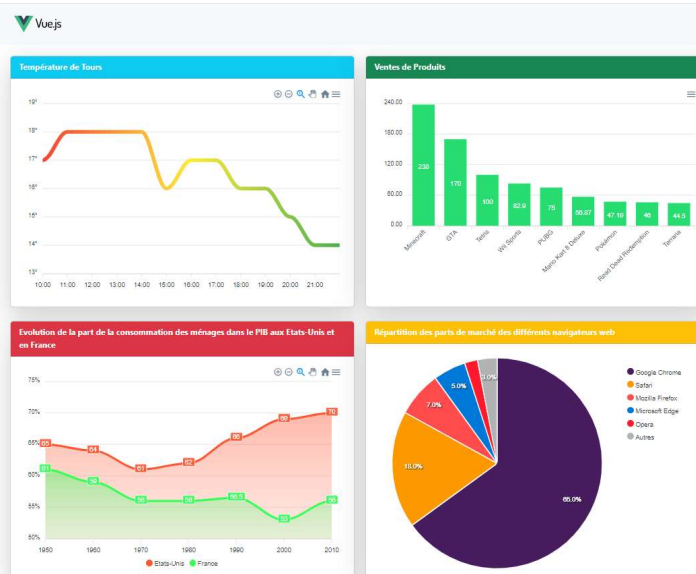 Vue.js
Température de Tours
19°
18°
17°
16°
15°
14°
13°
10:00 11:00 12:00 13:00 14:00 15:00 16:00 17:00 18:00 19:00 20:00 21:00
Ventes de Produits
240.00
180.00
120.00
60.00
0.00
238 170 100 82.9 75 56.87 47.18 46 44.5
Minecraft GTA Tetris Wii Sports PUBG Mario Kart 8 Deluxe Pokémon Read Dead Redemption Terraria
Evolution de la part de la consommation des ménages dans le PIB aux Etats-Unis et
en France
75%
70%
65%
60%
55%
50%
65 64 61 62 66 69 70
61 59 56 56 56.5 53 56
1950 1960 1970 1980 1990 2000 2010
Etats-Unis France
Répartition des parts de marché des différents navigateurs web
5.0%
7.0%
18.0%
65.0%
Google Chrome
Safari
Mozilla Firefox
Microsoft Edge
Opera
Autres